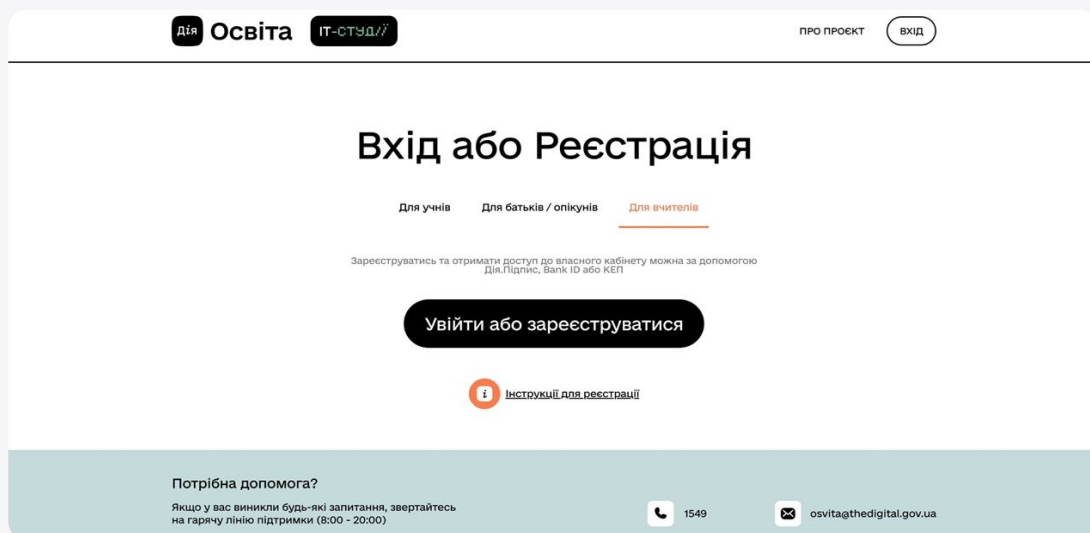 Дія Освіта ІТ-СТУДІЇ ПРО ПРОЄКТ ВХІД
Вхід або Реєстрація
Для учнів Для батьків / опікунів Для вчителів
Зареєструватись та отримати доступ до власного кабінету можна за допомогою
Дія.Підпис, Bank ID або КЕП
Увійти або зареєструватися
i Інструкції для реєстрації
Потрібна допомога?
Якщо у вас виникли будь-які запитання, звертайтесь
на гарячу лінію підтримки (8:00 - 20:00)
1549 osvita@thedigital.gov.ua